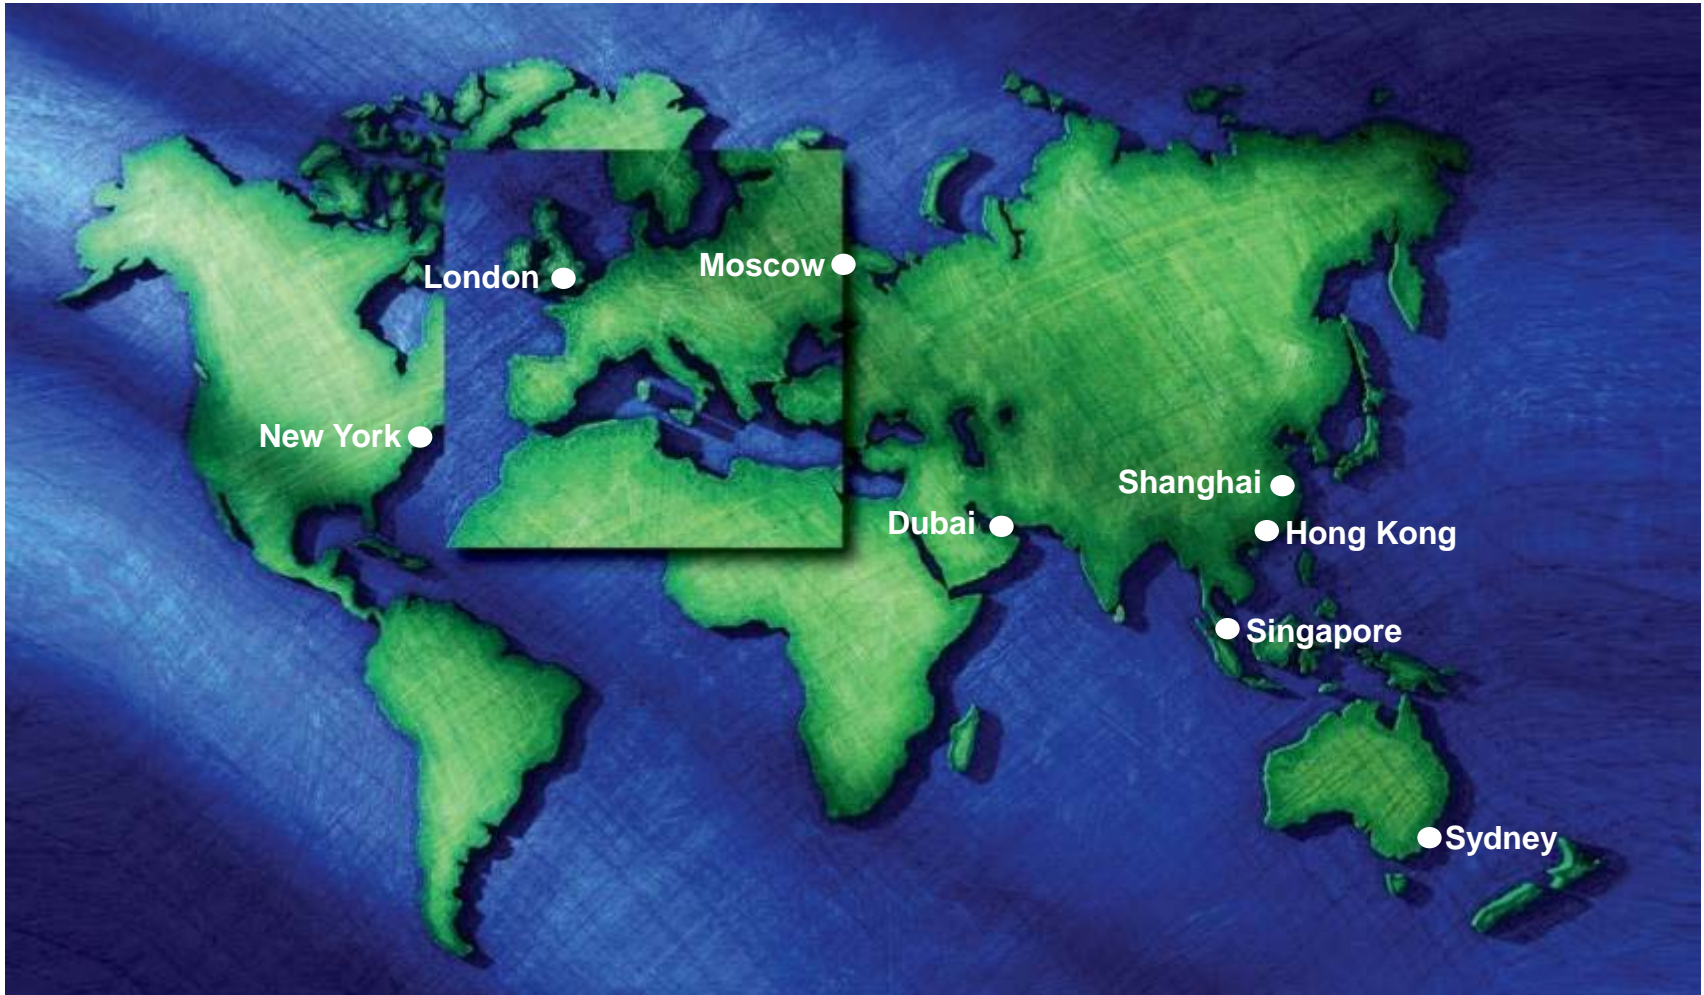 London
Moscow
New York
Shanghai
Dubai
Hong Kong
Singapore
Sydney